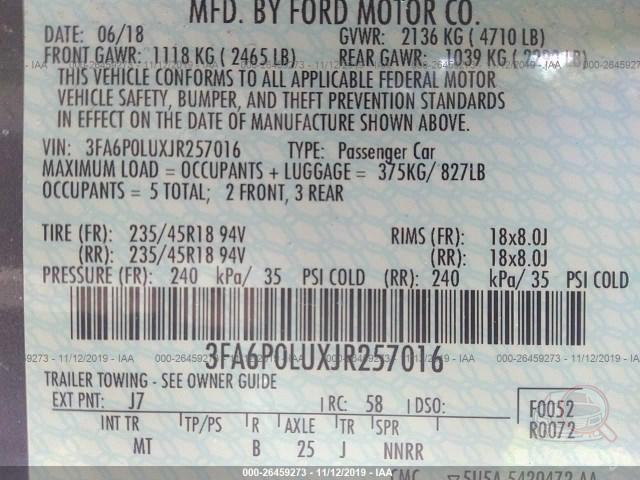 MFD. BY FORD MOTOR CO.
DATE: 06/18 GVWR: 2136 KG ( 4710 LB)
FRONT GAWR: 1118 KG ( 2465 LB) REAR GAWR: 1039 KG
THIS VEHICLE CONFORMS TO ALL APPLICABLE FEDERAL MOTOR
VEHICLE SAFETY, BUMPER, AND THEFT PREVENTION STANDARDS
IN EFFECT ON THE DATE OF MANUFACTURE SHOWN ABOVE.
VIN: 3FA6P0LUXJR257016 TYPE: Passenger Car
MAXIMUM LOAD = OCCUPANTS + LUGGAGE = 375KG/ 827LB
OCCUPANTS = 5 TOTAL; 2 FRONT, 3 REAR
TIRE (FR): 235/45R18 94V RIMS (FR): 18x8.0J
(RR): 235/45R18 94V (RR): 18x8.0J
PRESSURE (FR): 240 kPa/ 35 PSI COLD (RR): 240 kPa/ 35 PSI COLD
3FA6P0LUXJR257016
000-26459273 - 11/12/2019 - IAA
TRAILER TOWING - SEE OWNER GUIDE
EXT PNT: J7 RC: 58 DSO: F0052
INT TR TP/PS R AXLE TR SPR R0072
MT B 25 J NNRR
000-26459273 - 11/12/2019 - IAA